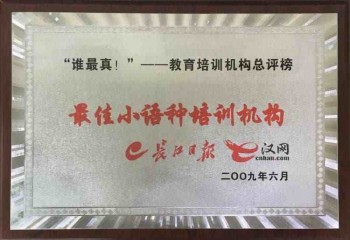 “谁最真！”——教育培训机构总评榜
最佳小语种培训机构
长江日报 汉网
cnhan.com
二〇〇九年六月